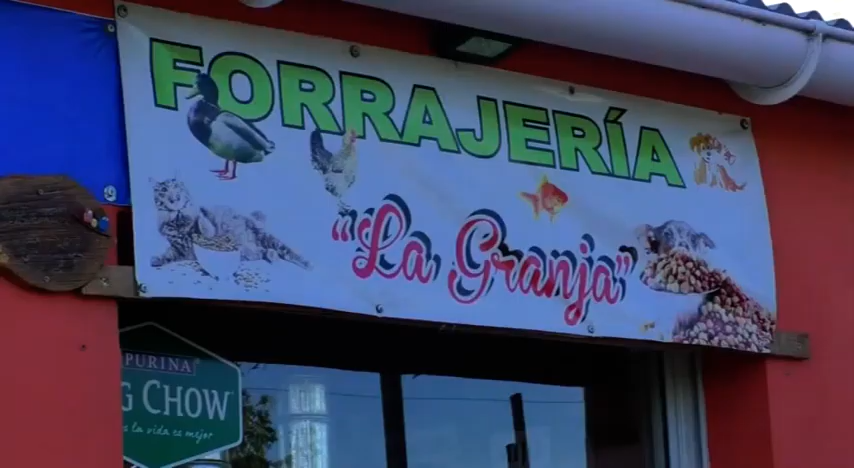 FORRAJERÍA
"La Granja"
PURINA
G CHOW
la vida es mejor